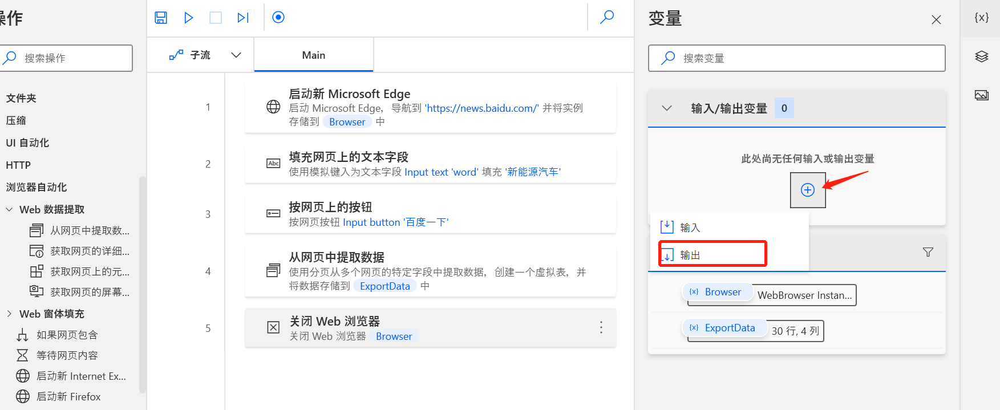 操作
搜索操作
文件夹
压缩
UI 自动化
HTTP
浏览器自动化
Web 数据提取
从网页中提取数...
获取网页的详细...
获取网页上的元...
获取网页的屏幕...
Web 窗体填充
如果网页包含
等待网页内容
启动新 Internet Ex...
启动新 Firefox
子流
Main
1
启动新 Microsoft Edge
启动 Microsoft Edge，导航到 'https://news.baidu.com/' 并将实例
存储到 Browser 中
2
Abc
填充网页上的文本字段
使用模拟键入为文本字段 Input text 'word' 填充 '新能源汽车'
3
按网页上的按钮
按网页按钮 Input button '百度一下'
4
从网页中提取数据
使用分页从多个网页的特定字段中提取数据，创建一个虚拟表，并
将数据存储到 ExportData 中
5
关闭 Web 浏览器
关闭 Web 浏览器 Browser
变量
搜索变量
输入/输出变量 0
此处尚无任何输入或输出变量
输入
输出
{x} Browser WebBrowser Instan...
{x} ExportData 30 行, 4 列
{x}